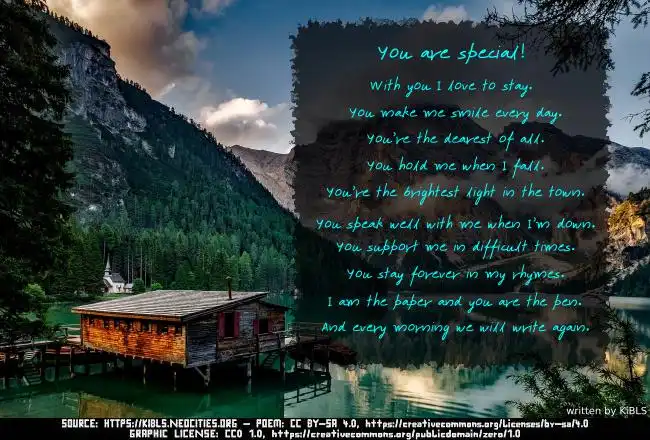 You are special!
With you I love to stay.
You make me smile every day.
You're the dearest of all.
You hold me when I fall.
You're the brightest light in the town.
You speak well with me when I'm down.
You support me in difficult times.
You stay forever in my rhymes.
I am the paper and you are the pen.
And every morning we will write again.
written by KIBLS
SOURCE: HTTPS://KIBLS.NEOCITIES.ORG - POEM: CC BY-SA 4.0, https://creativecommons.org/licenses/by-sa/4.0
GRAPHIC LICENSE: CC0 1.0, https://creativecommons.org/publicdomain/zero/1.0